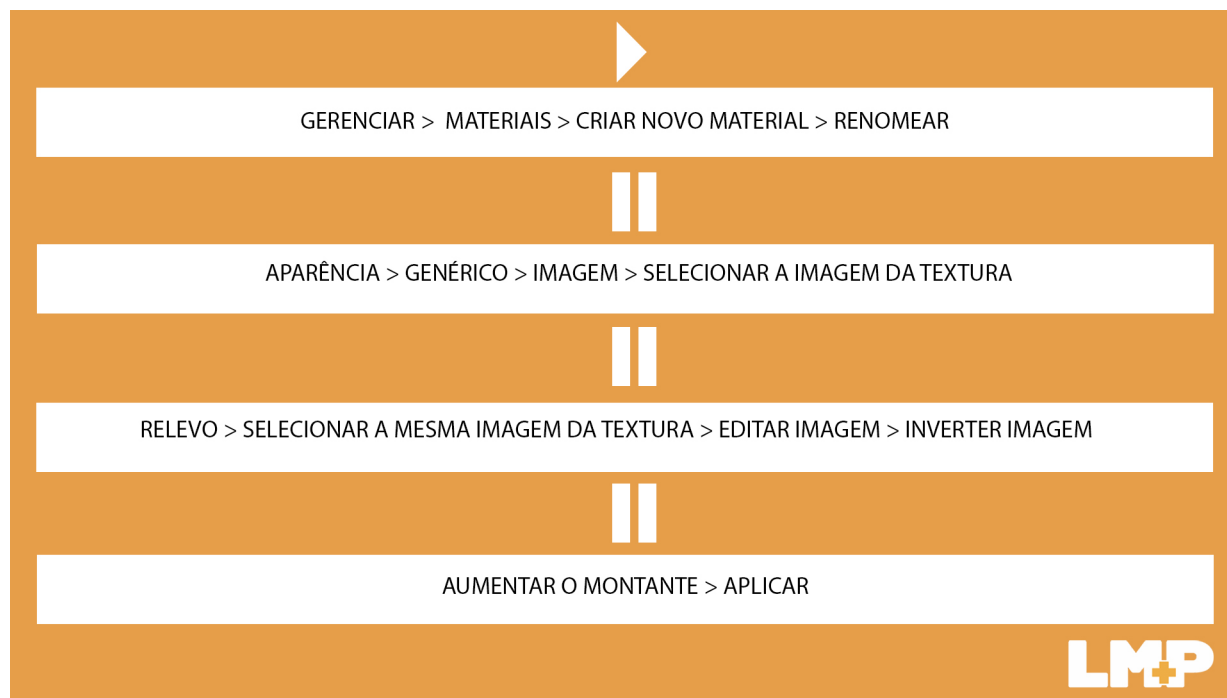 GERENCIAR > MATERIAIS > CRIAR NOVO MATERIAL > RENOMEAR
APARÊNCIA > GENÉRICO > IMAGEM > SELECIONAR A IMAGEM DA TEXTURA
RELEVO > SELECIONAR A MESMA IMAGEM DA TEXTURA > EDITAR IMAGEM > INVERTER IMAGEM
AUMENTAR O MONTANTE > APLICAR
LM+P